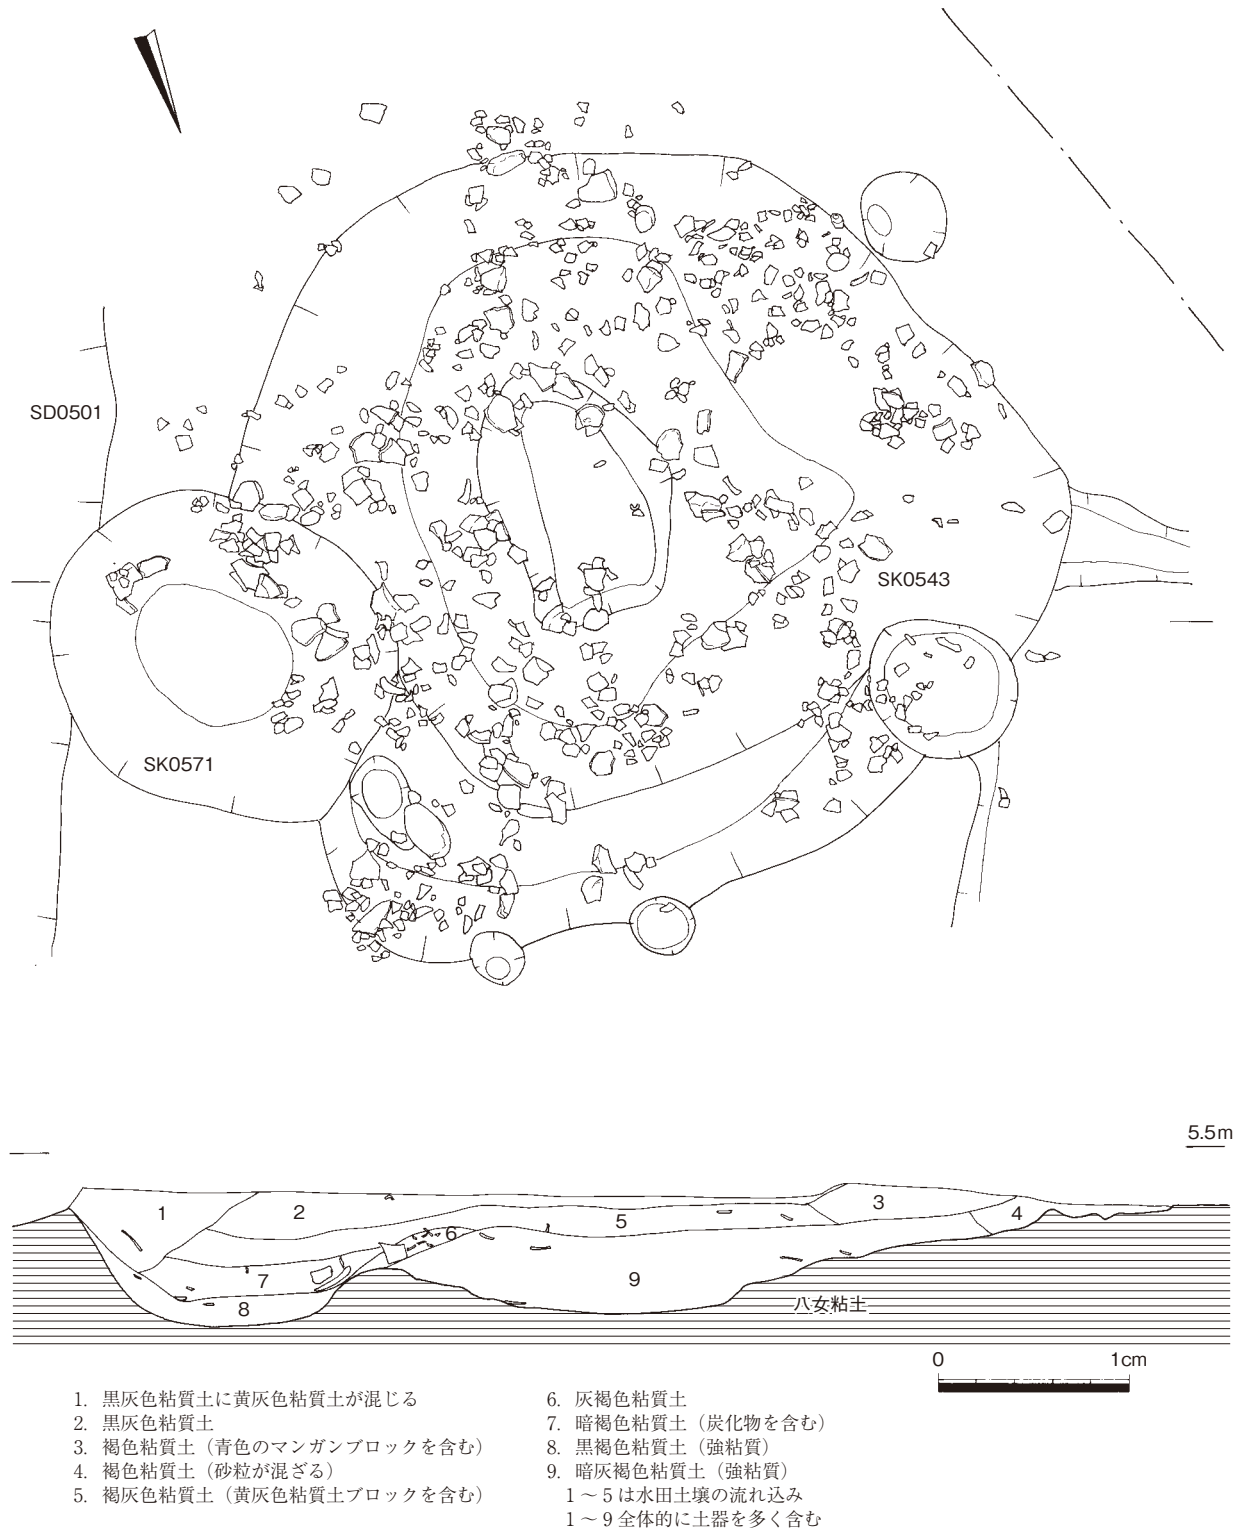 SD0501
SK0543
SK0571
5.5m
1
2
3
4
5
6
7
8
9
八女粘土
0 1cm
1. 黒灰色粘質土に黄灰色粘質土が混じる
2. 黒灰色粘質土
3. 褐色粘質土（青色のマンガンブロックを含む）
4. 褐色粘質土（砂粒が混ざる）
5. 褐灰色粘質土（黄灰色粘質土ブロックを含む）
6. 灰褐色粘質土
7. 暗褐色粘質土（炭化物を含む）
8. 黒褐色粘質土（強粘質）
9. 暗灰褐色粘質土（強粘質）
1～5は水田土壌の流れ込み
1～9全体的に土器を多く含む